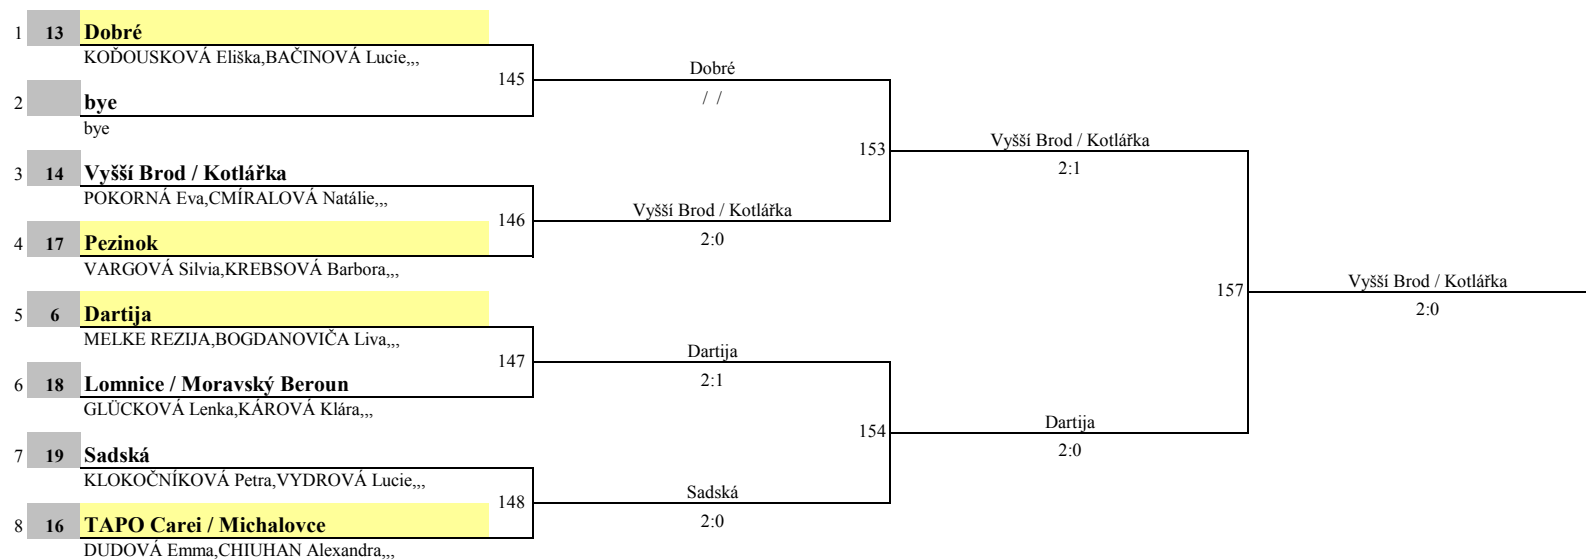 1 13 Dobré
KOĎOUSKOVÁ Eliška,BAČINOVÁ Lucie,,,
145
Dobré
/ /
2 bye
bye
153
Vyšší Brod / Kotlářka
2:1
3 14 Vyšší Brod / Kotlářka
POKORNÁ Eva,CMÍRALOVÁ Natálie,,,
146
Vyšší Brod / Kotlářka
2:0
4 17 Pezinok
VARGOVÁ Silvia,KREBSOVÁ Barbora,,,
157
Vyšší Brod / Kotlářka
2:0
5 6 Dartija
MELKE REZIJA,BOGDANOVIČA Liva,,,
147
Dartija
2:1
6 18 Lomnice / Moravský Beroun
GLÜCKOVÁ Lenka,KÁROVÁ Klára,,,
154
Dartija
2:0
7 19 Sadská
KLOKOČNÍKOVÁ Petra,VYDROVÁ Lucie,,,
148
Sadská
2:0
8 16 TAPO Carei / Michalovce
DUDOVÁ Emma,CHIUHAN Alexandra,,,